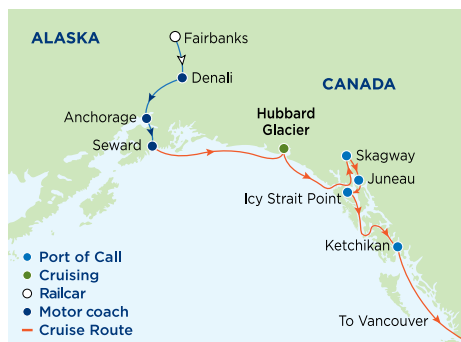 ALASKA
Fairbanks
Denali
CANADA
Anchorage
Hubbard
Glacier
Seward
Skagway
Juneau
Icy Strait Point
Ketchikan
Port of Call
Cruising
Railcar
Motor coach
Cruise Route
To Vancouver